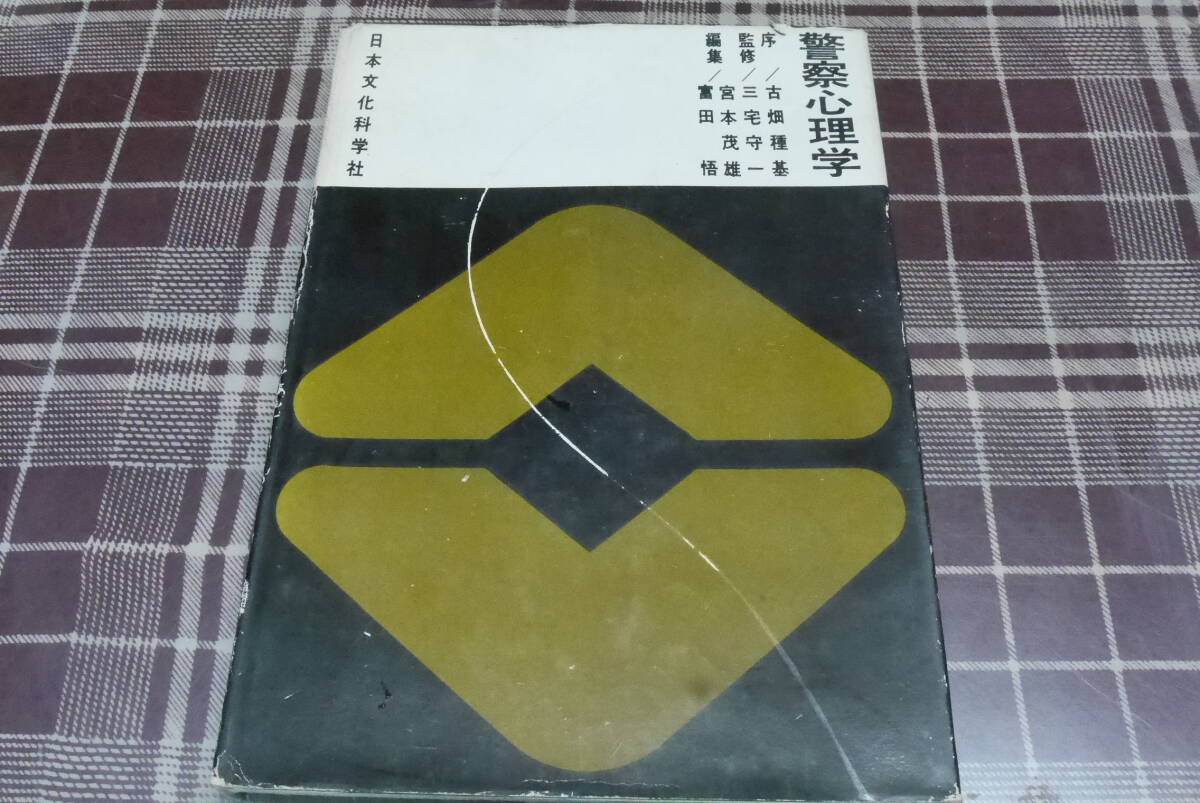 警察心理学
序／古畑種基
監修／三宅守一
宮本茂雄
編集／富田悟
日本文化科学社